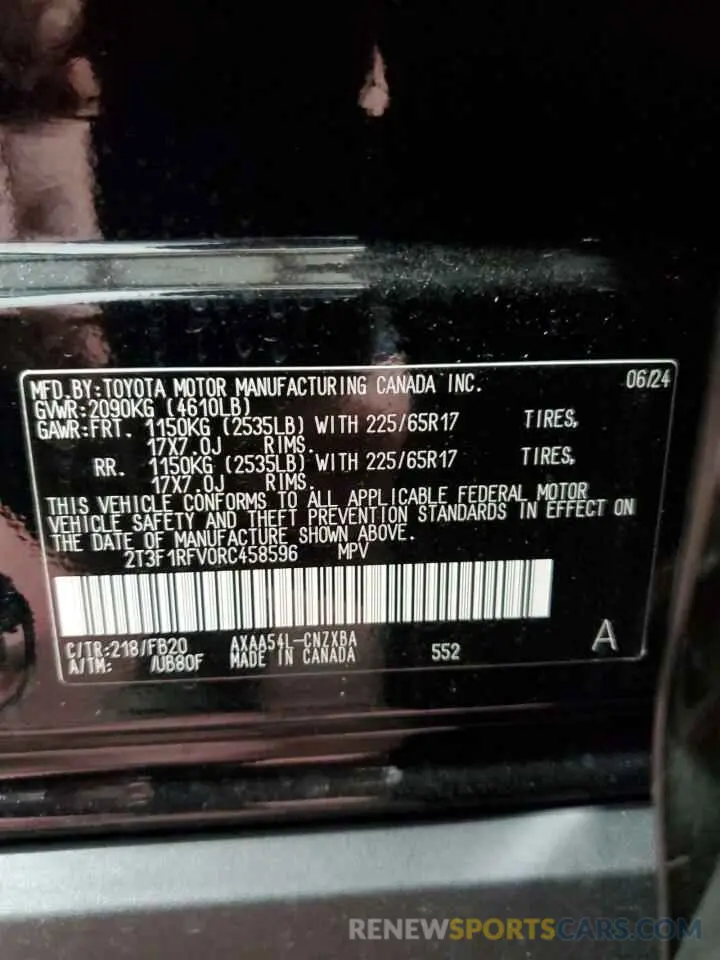 MFD.BY:TOYOTA MOTOR MANUFACTURING CANADA INC. 06/24
GVWR:2090KG (4610LB)
GAWR:FRT. 1150KG (2535LB) WITH 225/65R17 TIRES,
17X7.0J RIMS.
RR. 1150KG (2535LB) WITH 225/65R17 TIRES,
17X7.0J RIMS.
THIS VEHICLE CONFORMS TO ALL APPLICABLE FEDERAL MOTOR
VEHICLE SAFETY AND THEFT PREVENTION STANDARDS IN EFFECT ON
THE DATE OF MANUFACTURE SHOWN ABOVE.
2T3F1RFV0RC458596 MPV
C/TR:218/FB20 AXAA54L-CNZXBA
A/TM: /UB80F MADE IN CANADA 552 A
RENEWSPORTSCARS.COM